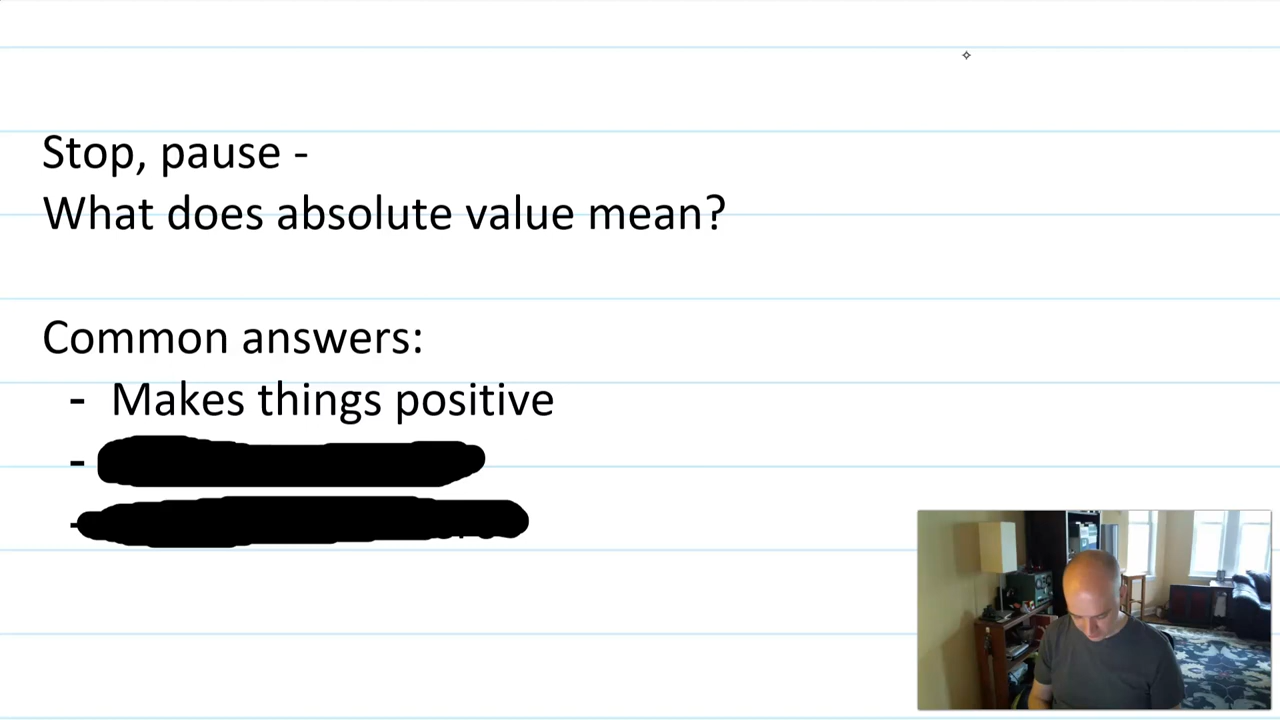 Stop, pause -
What does absolute value mean?
Common answers:
- Makes things positive
-
-